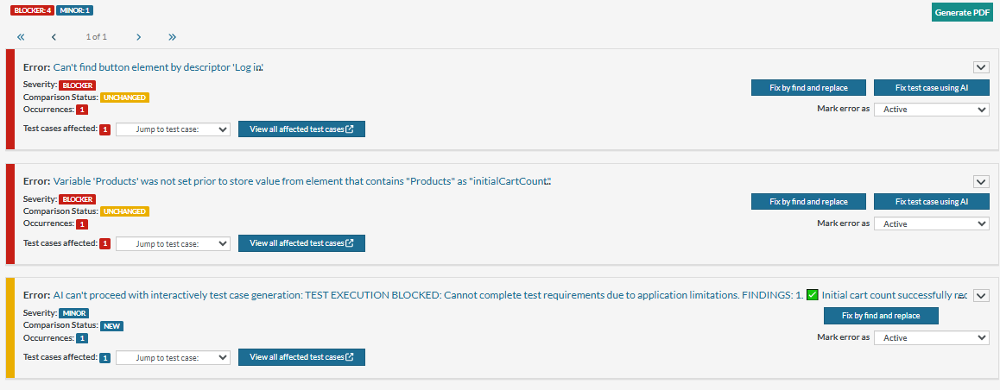 BLOCKER: 4 MINOR: 1
Generate PDF
« ‹ 1 of 1 › »
Error: Can't find button element by descriptor 'Log in..'
Severity: BLOCKER
Fix by find and replace Fix test case using AI
Comparison Status: UNCHANGED
Occurrences: 1
Mark error as Active
Test cases affected: 1 Jump to test case: View all affected test cases
Error: Variable 'Products' was not set prior to store value from element that contains "Products" as "initialCartCount.."
Severity: BLOCKER
Fix by find and replace Fix test case using AI
Comparison Status: UNCHANGED
Occurrences: 1
Mark error as Active
Test cases affected: 1 Jump to test case: View all affected test cases
Error: AI can't proceed with interactively test case generation: TEST EXECUTION BLOCKED: Cannot complete test requirements due to application limitations. FINDINGS: 1. ✅ Initial cart count successfully
Severity: MINOR
Fix by find and replace
Comparison Status: NEW
Occurrences: 1
Mark error as Active
Test cases affected: 1 Jump to test case: View all affected test cases